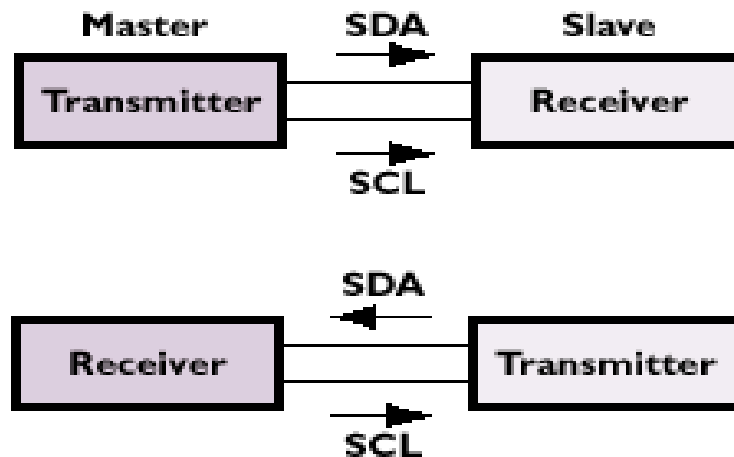 Master SDA Slave
Transmitter Receiver
SCL
SDA
Receiver Transmitter
SCL